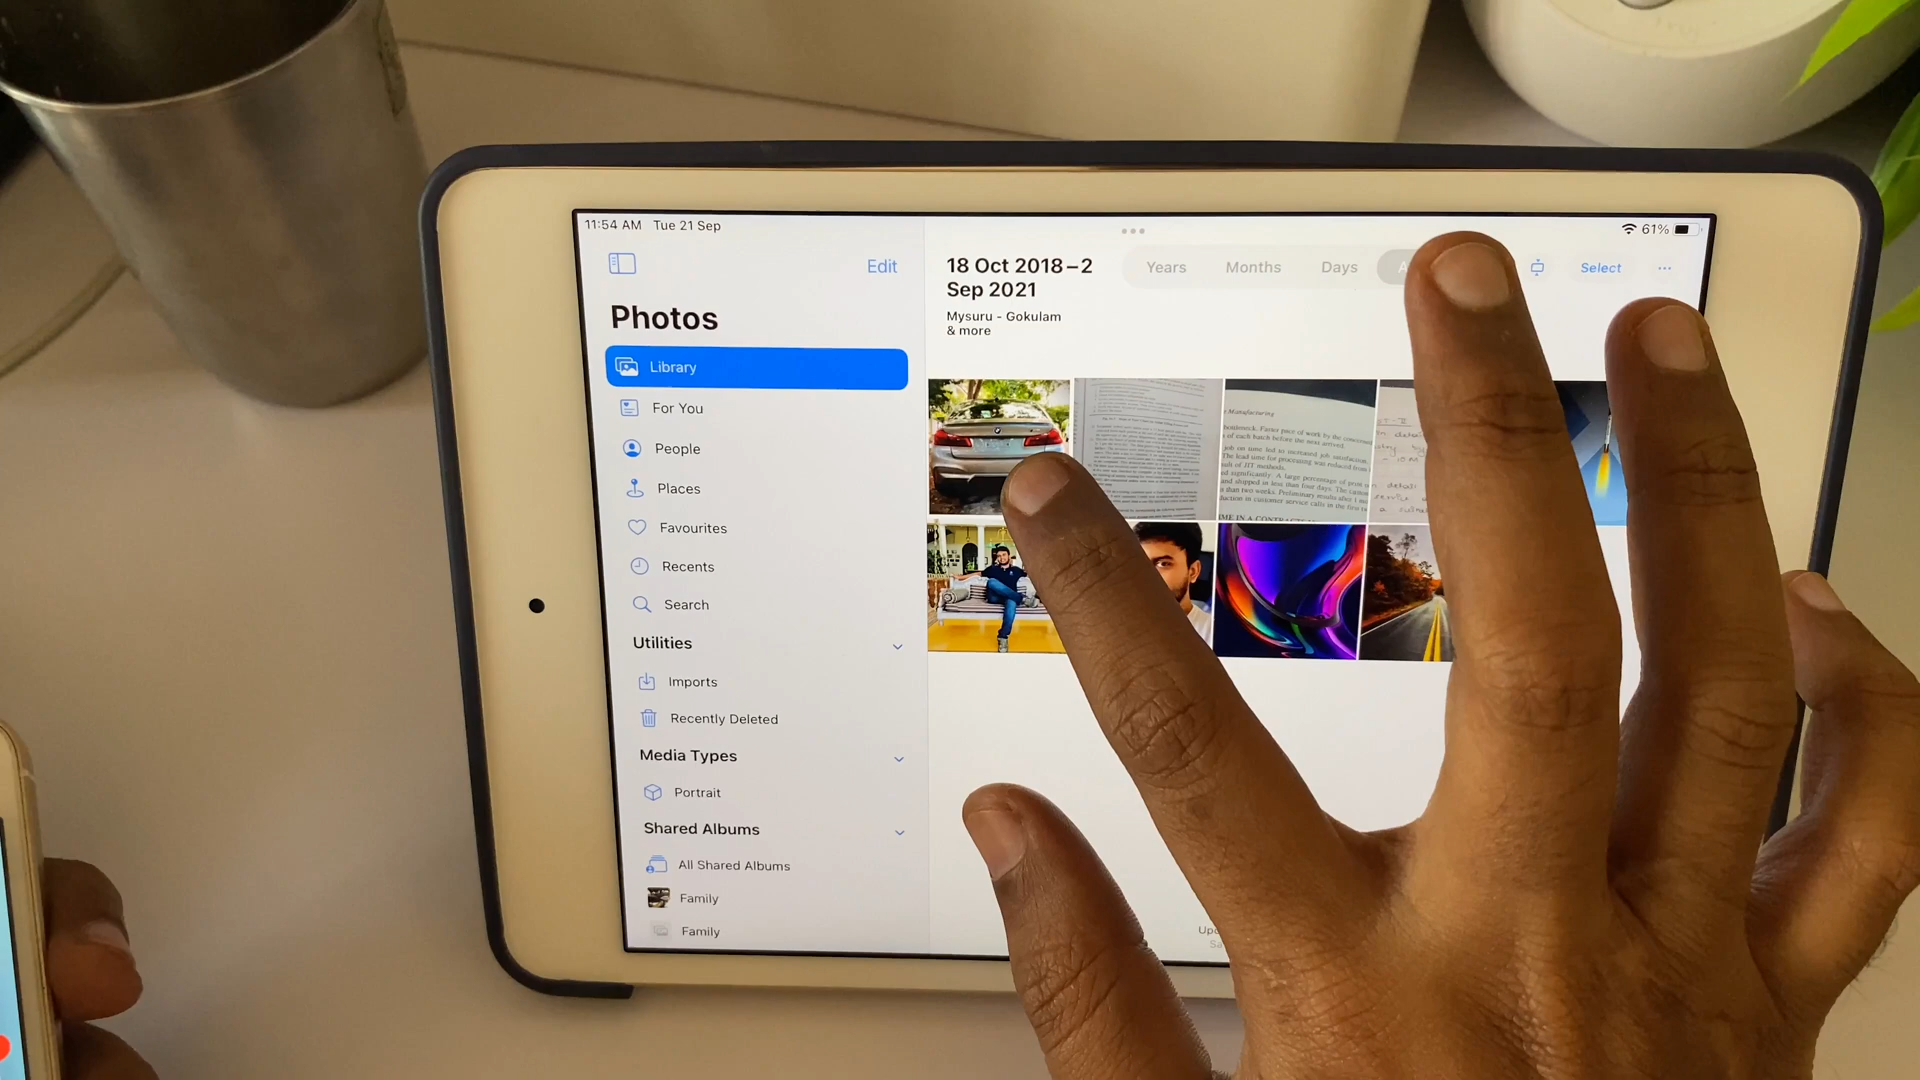 11:54 AM Tue 21 Sep
61%
Edit
Photos
Library
For You
People
Places
Favourites
Recents
Search
Utilities
Imports
Recently Deleted
Media Types
Portrait
Shared Albums
All Shared Albums
Family
Family
18 Oct 2018–2
Sep 2021
Mysuru - Gokulam
& more
Years Months Days
Select
Manufacturing